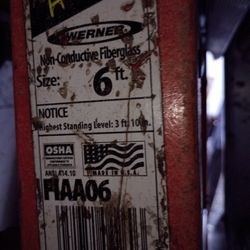 WERNER
Non-Conductive Fiberglass
Size: 6 ft.
NOTICE
Highest Standing Level: 3 ft. 10 in.
OSHA
ANSI A14.10
MADE IN U.S.A.
FIAA06